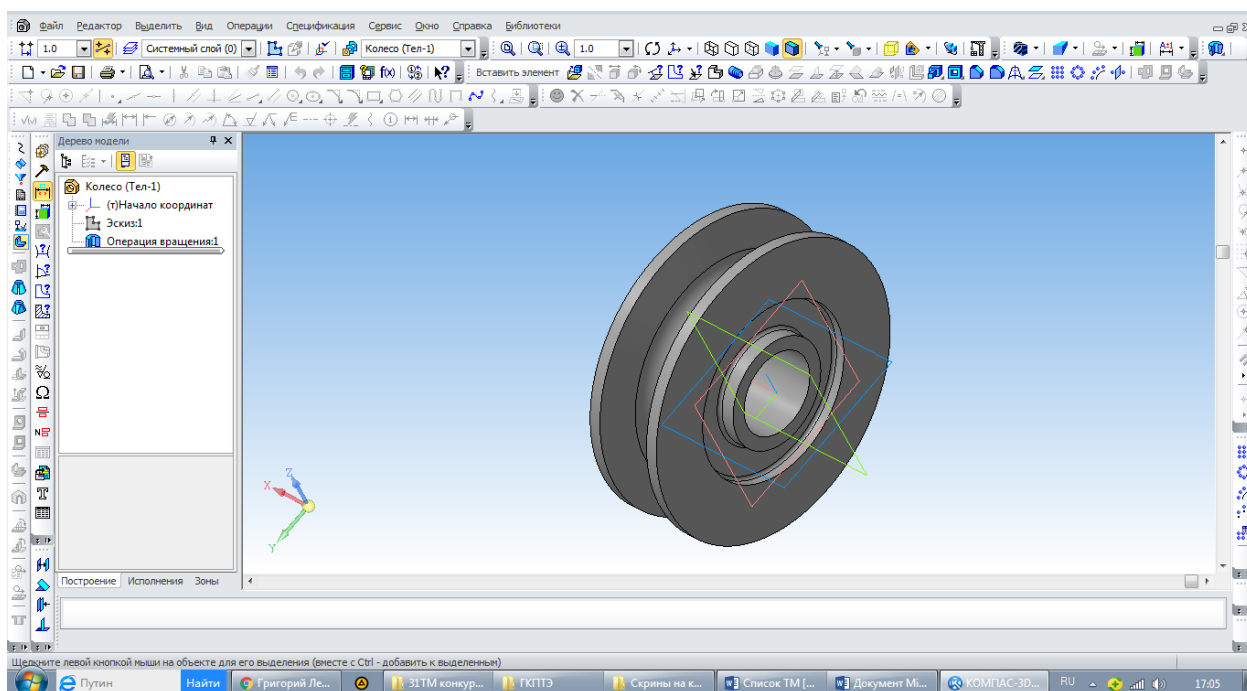 Файл Редактор Выделить Вид Операции Спецификация Сервис Окно Справка Библиотеки
1.0 Системный слой (0) Колесо (Тел-1) 1.0
f(x) Вставить элемент
Дерево модели
Колесо (Тел-1)
(т)Начало координат
Эскиз:1
Операция вращения:1
Z
X
Y
Построение Исполнения Зоны
Щелкните левой кнопкой мыши на объекте для его выделения (вместе с Ctrl - добавить к выделенным)
Путин Найти Григорий Ле... 31ТМ конкур... ГКПТЭ Скрины на к... Список ТМ [... Документ Mi... КОМПАС-3D... RU 17:05